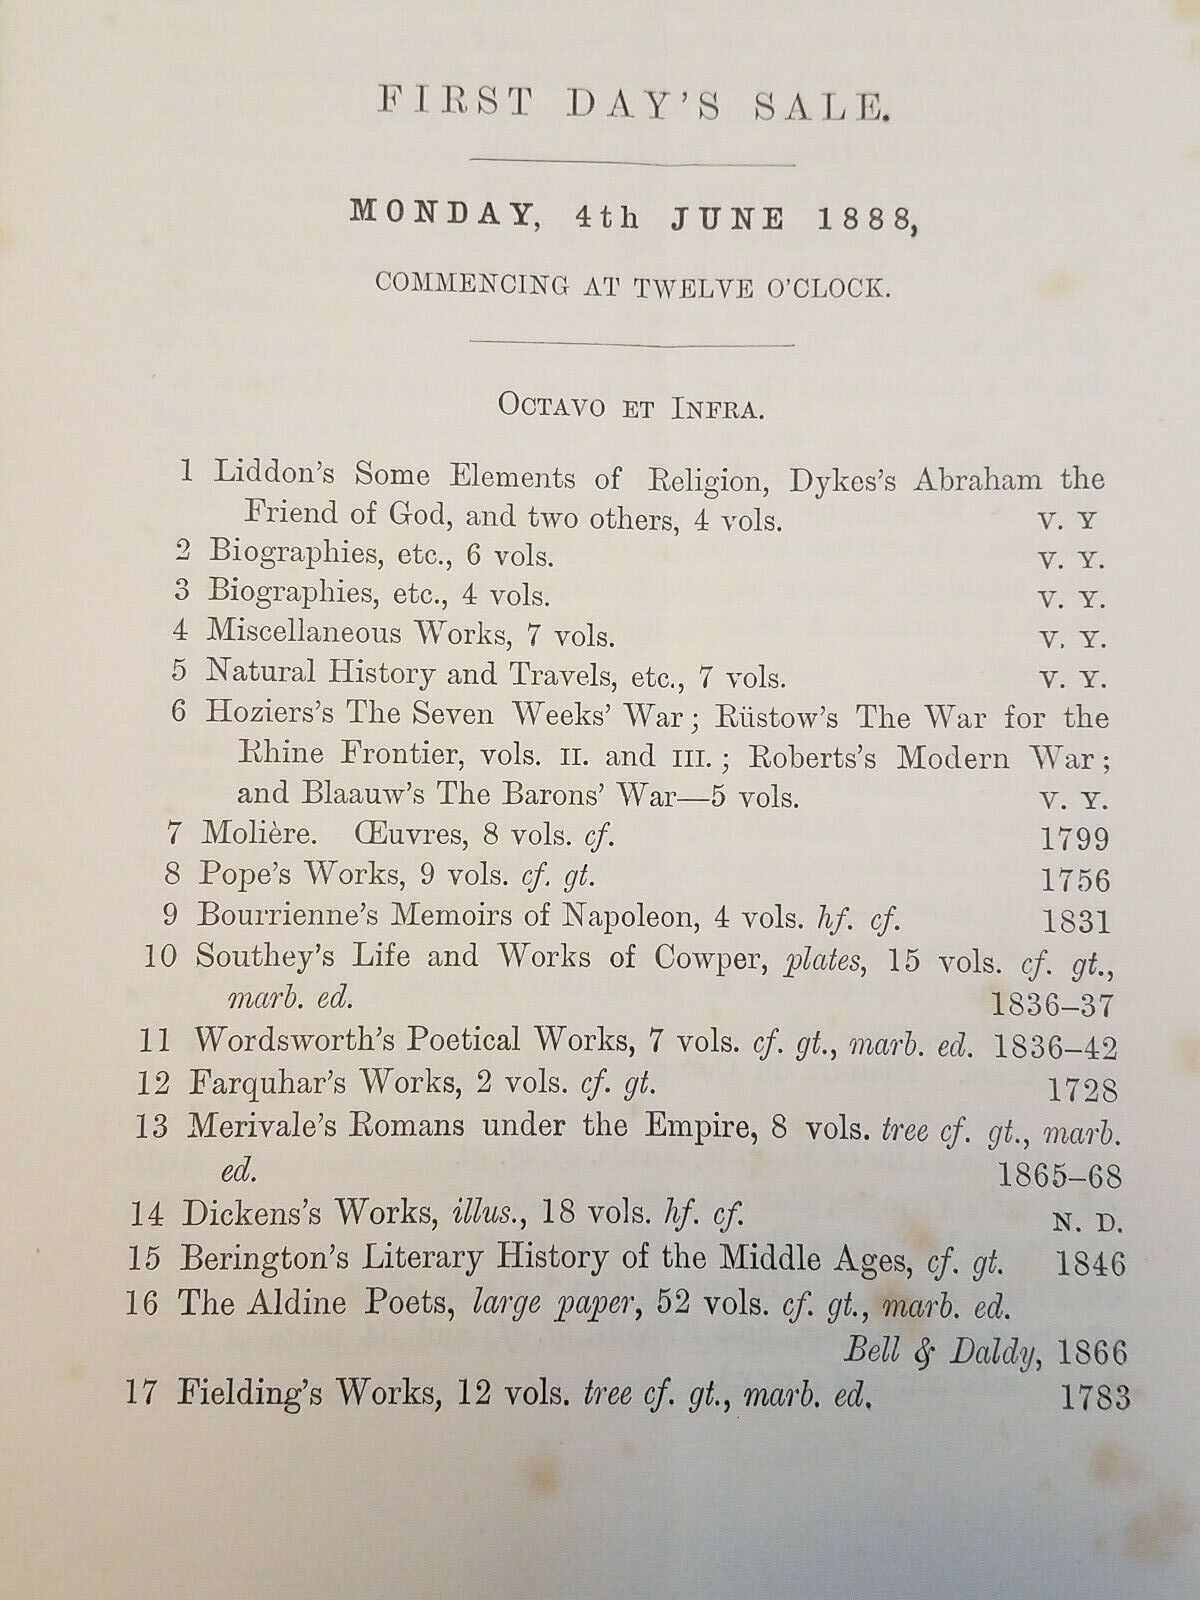 FIRST DAY'S SALE.
MONDAY, 4th JUNE 1888,
COMMENCING AT TWELVE O'CLOCK.
OCTAVO ET INFRA.
1 Liddon's Some Elements of Religion, Dykes's Abraham the
Friend of God, and two others, 4 vols. V. Y
2 Biographies, etc., 6 vols. V. Y.
3 Biographies, etc., 4 vols. V. Y.
4 Miscellaneous Works, 7 vols. V. Y.
5 Natural History and Travels, etc., 7 vols. V. Y.
6 Hoziers's The Seven Weeks' War; Rüstow's The War for the
Rhine Frontier, vols. II. and III.; Roberts's Modern War;
and Blaauw's The Barons' War—5 vols. V. Y.
7 Molière. Œuvres, 8 vols. cf. 1799
8 Pope's Works, 9 vols. cf. gt. 1756
9 Bourrienne's Memoirs of Napoleon, 4 vols. hf. cf. 1831
10 Southey's Life and Works of Cowper, plates, 15 vols. cf. gt.,
marb. ed. 1836–37
11 Wordsworth's Poetical Works, 7 vols. cf. gt., marb. ed. 1836–42
12 Farquhar's Works, 2 vols. cf. gt. 1728
13 Merivale's Romans under the Empire, 8 vols. tree cf. gt., marb.
ed. 1865–68
14 Dickens's Works, illus., 18 vols. hf. cf. N. D.
15 Berington's Literary History of the Middle Ages, cf. gt. 1846
16 The Aldine Poets, large paper, 52 vols. cf. gt., marb. ed.
Bell & Daldy, 1866
17 Fielding's Works, 12 vols. tree cf. gt., marb. ed. 1783